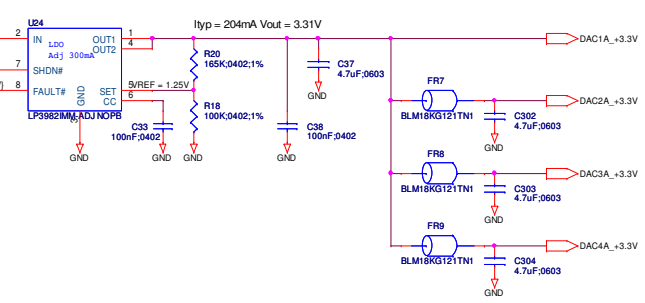 Ityp = 204mA Vout = 3.31V
U24
2
IN
LDO
Adj 300mA
OUT1
OUT2
1
4
7
SHDN#
8
FAULT#
GND
SET
CC
5
6
VREF = 1.25V
LP3982IMM-ADJ NOPB
R20
165K;0402;1%
R18
100K;0402;1%
C33
100nF;0402
C38
100nF;0402
C37
4.7uF;0603
GND
GND
GND
GND
GND
DAC1A_+3.3V
FR7
BLM18KG121TN1
C302
4.7uF;0603
GND
DAC2A_+3.3V
FR8
BLM18KG121TN1
C303
4.7uF;0603
GND
DAC3A_+3.3V
FR9
BLM18KG121TN1
C304
4.7uF;0603
GND
DAC4A_+3.3V